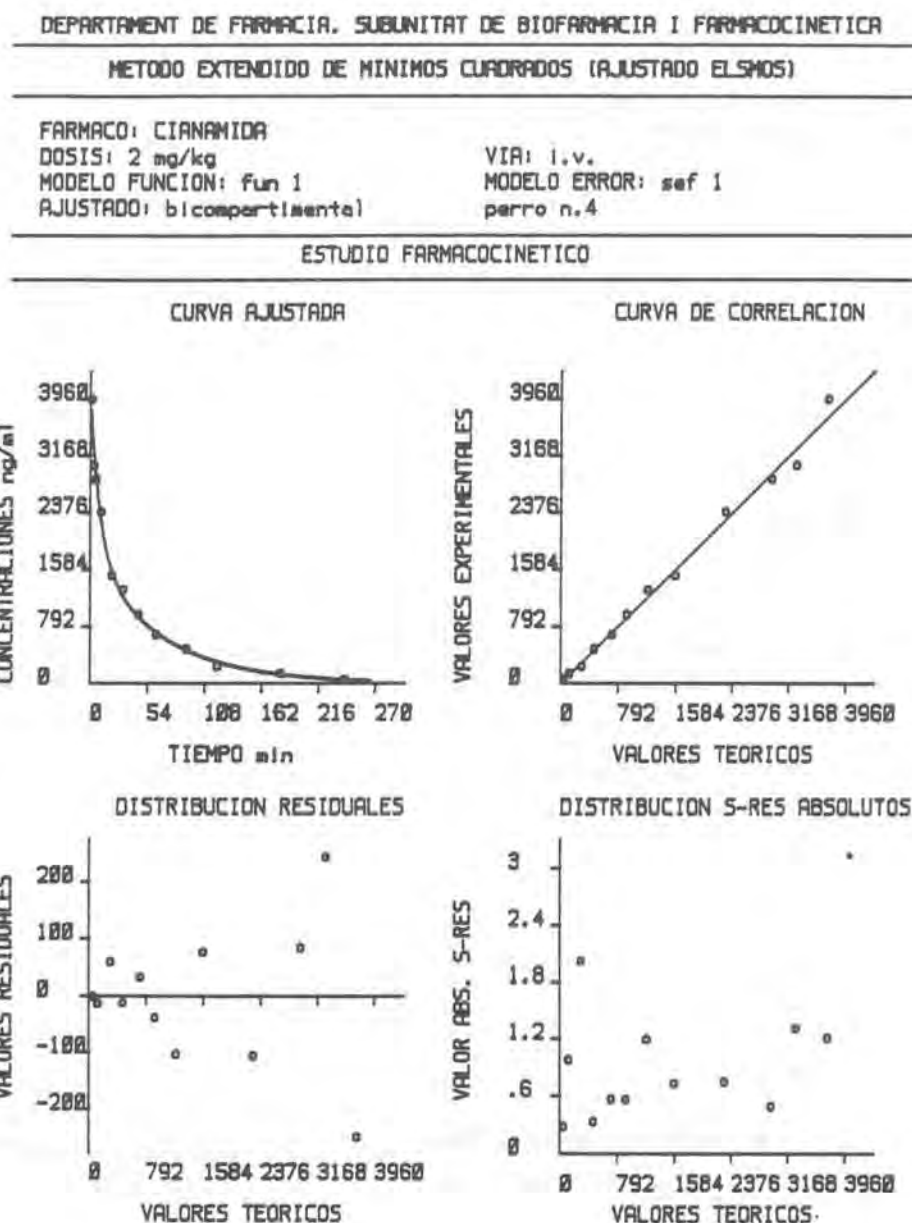 DEPARTAMENT DE FARMACIA. SUBUNITAT DE BIOFARMACIA I FARMACOCINETICA
METODO EXTENDIDO DE MINIMOS CUADRADOS (AJUSTADO ELSMOS)
FARMACO: CIANAMIDA
DOSIS: 2 mg/kg
VIA: i.v.
MODELO FUNCION: fun 1
MODELO ERROR: sef 1
AJUSTADO: bicompartimental
perro n.4
ESTUDIO FARMACOCINETICO
CURVA AJUSTADA
CONCENTRACIONES ng/ml
3960
3168
2376
1584
792
0
0 54 108 162 216 270
TIEMPO min
CURVA DE CORRELACION
VALORES EXPERIMENTALES
3960
3168
2376
1584
792
0
0 792 1584 2376 3168 3960
VALORES TEORICOS
DISTRIBUCION RESIDUALES
VALORES RESIDUALES
200
100
0
-100
-200
0 792 1584 2376 3168 3960
VALORES TEORICOS
DISTRIBUCION S-RES ABSOLUTOS
VALOR ABS. S-RES
3
2.4
1.8
1.2
.6
0
0 792 1584 2376 3168 3960
VALORES TEORICOS.